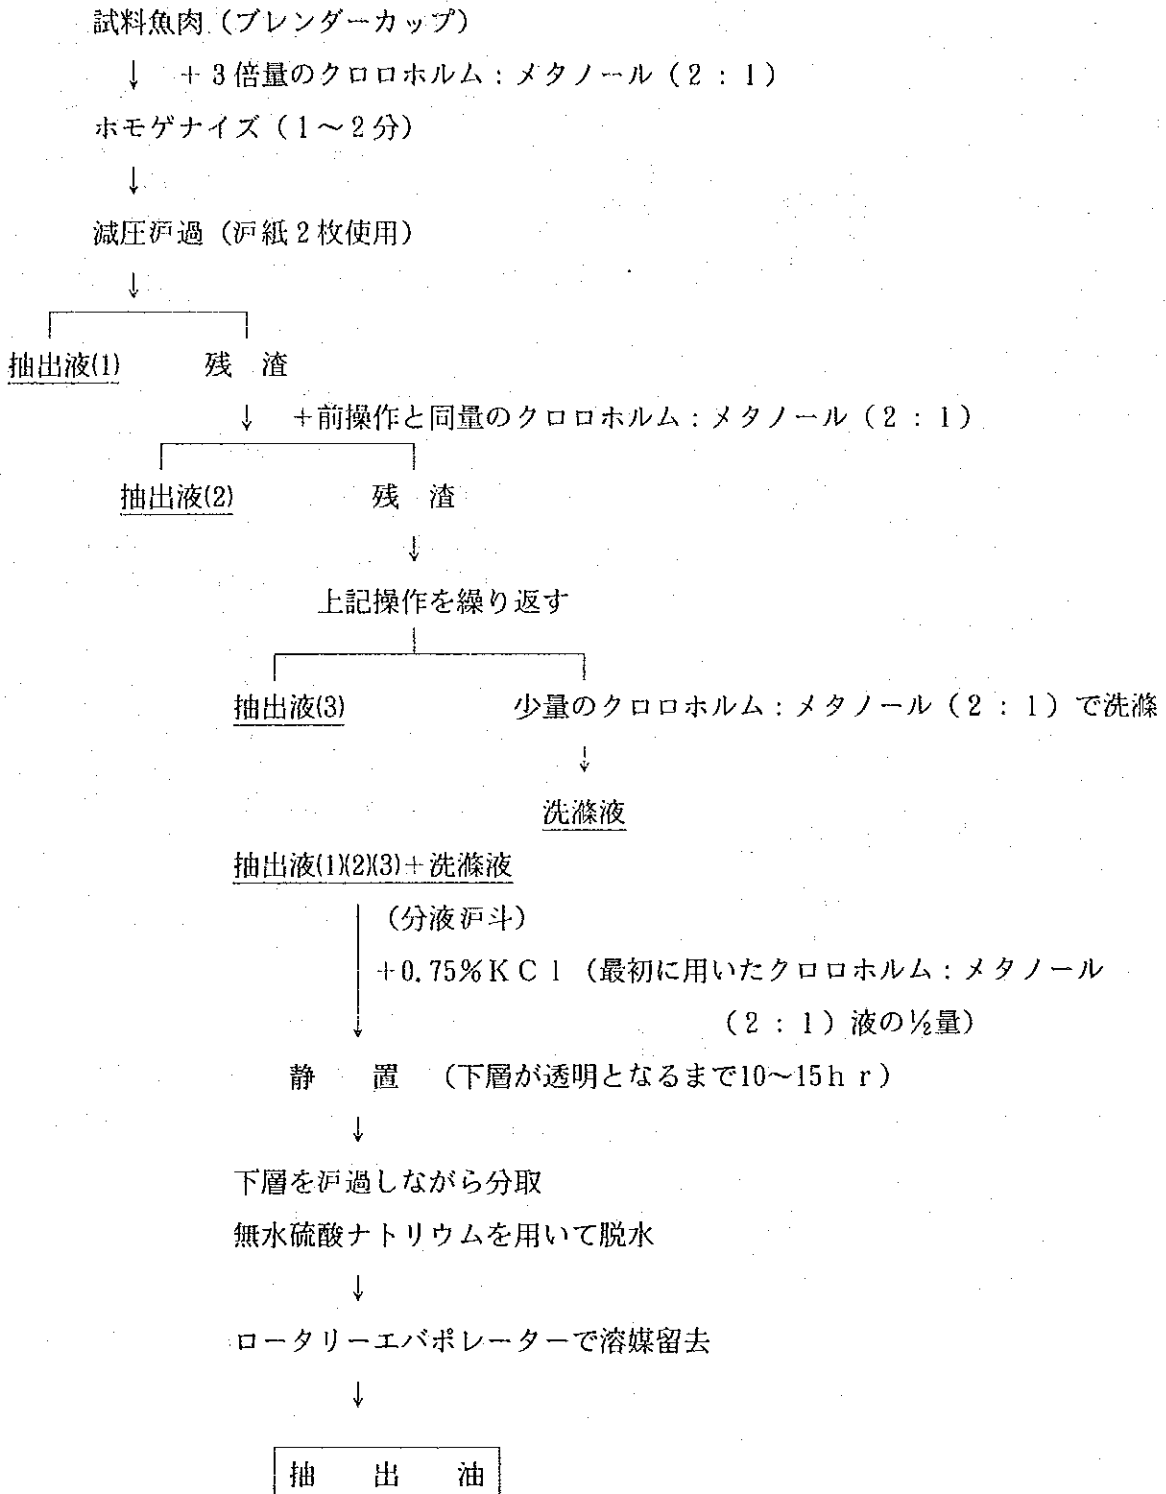 試料魚肉(ブレンダーカップ)
↓ +3倍量のクロロホルム:メタノール(2:1)
ホモゲナイズ(1〜2分)
↓
減圧沪過(沪紙2枚使用)
↓
抽出液(1) 残 渣
↓ +前操作と同量のクロロホルム:メタノール(2:1)
抽出液(2) 残 渣
↓
上記操作を繰り返す
抽出液(3) 少量のクロロホルム:メタノール(2:1)で洗滌
↓
洗滌液
抽出液(1)(2)(3)+洗滌液
(分液沪斗)
+0.75%KCl(最初に用いたクロロホルム:メタノール
(2:1)液の½量)
静 置 (下層が透明となるまで10〜15hr)
↓
下層を沪過しながら分取
無水硫酸ナトリウムを用いて脱水
↓
ロータリーエバポレーターで溶媒留去
↓
抽 出 油